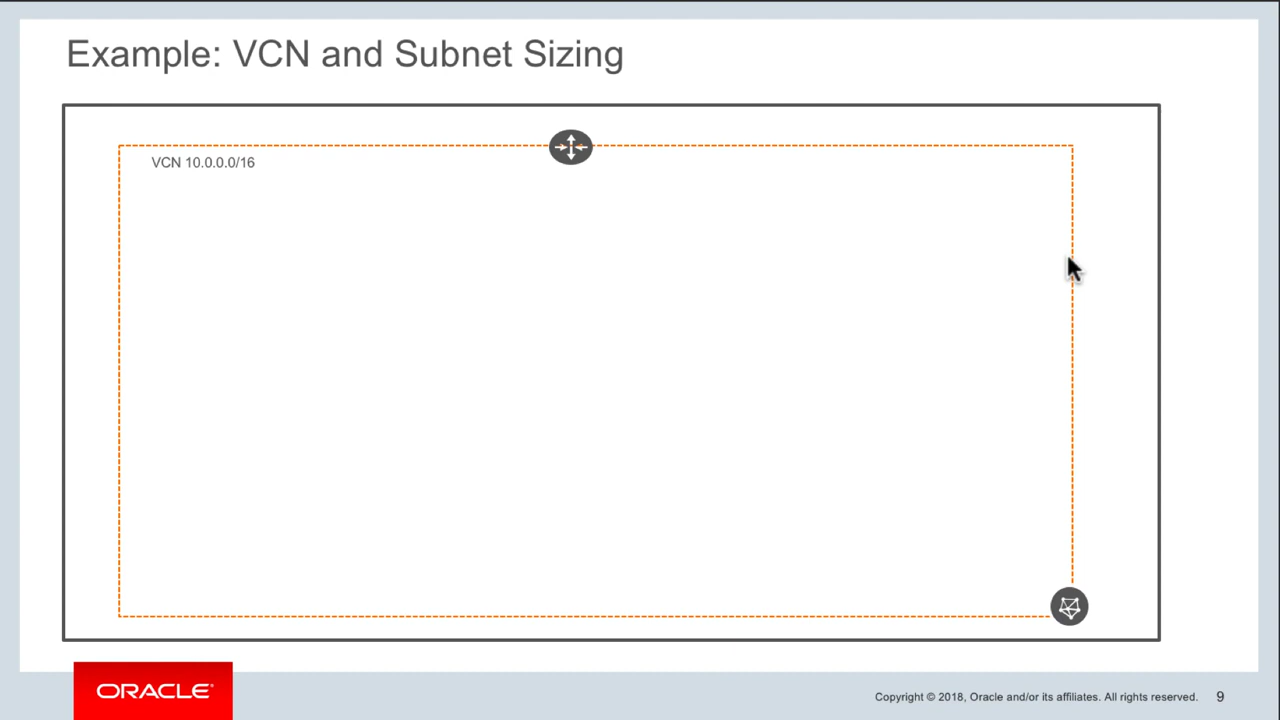 Example: VCN and Subnet Sizing
VCN 10.0.0.0/16
ORACLE®
Copyright © 2018, Oracle and/or its affiliates. All rights reserved.
9